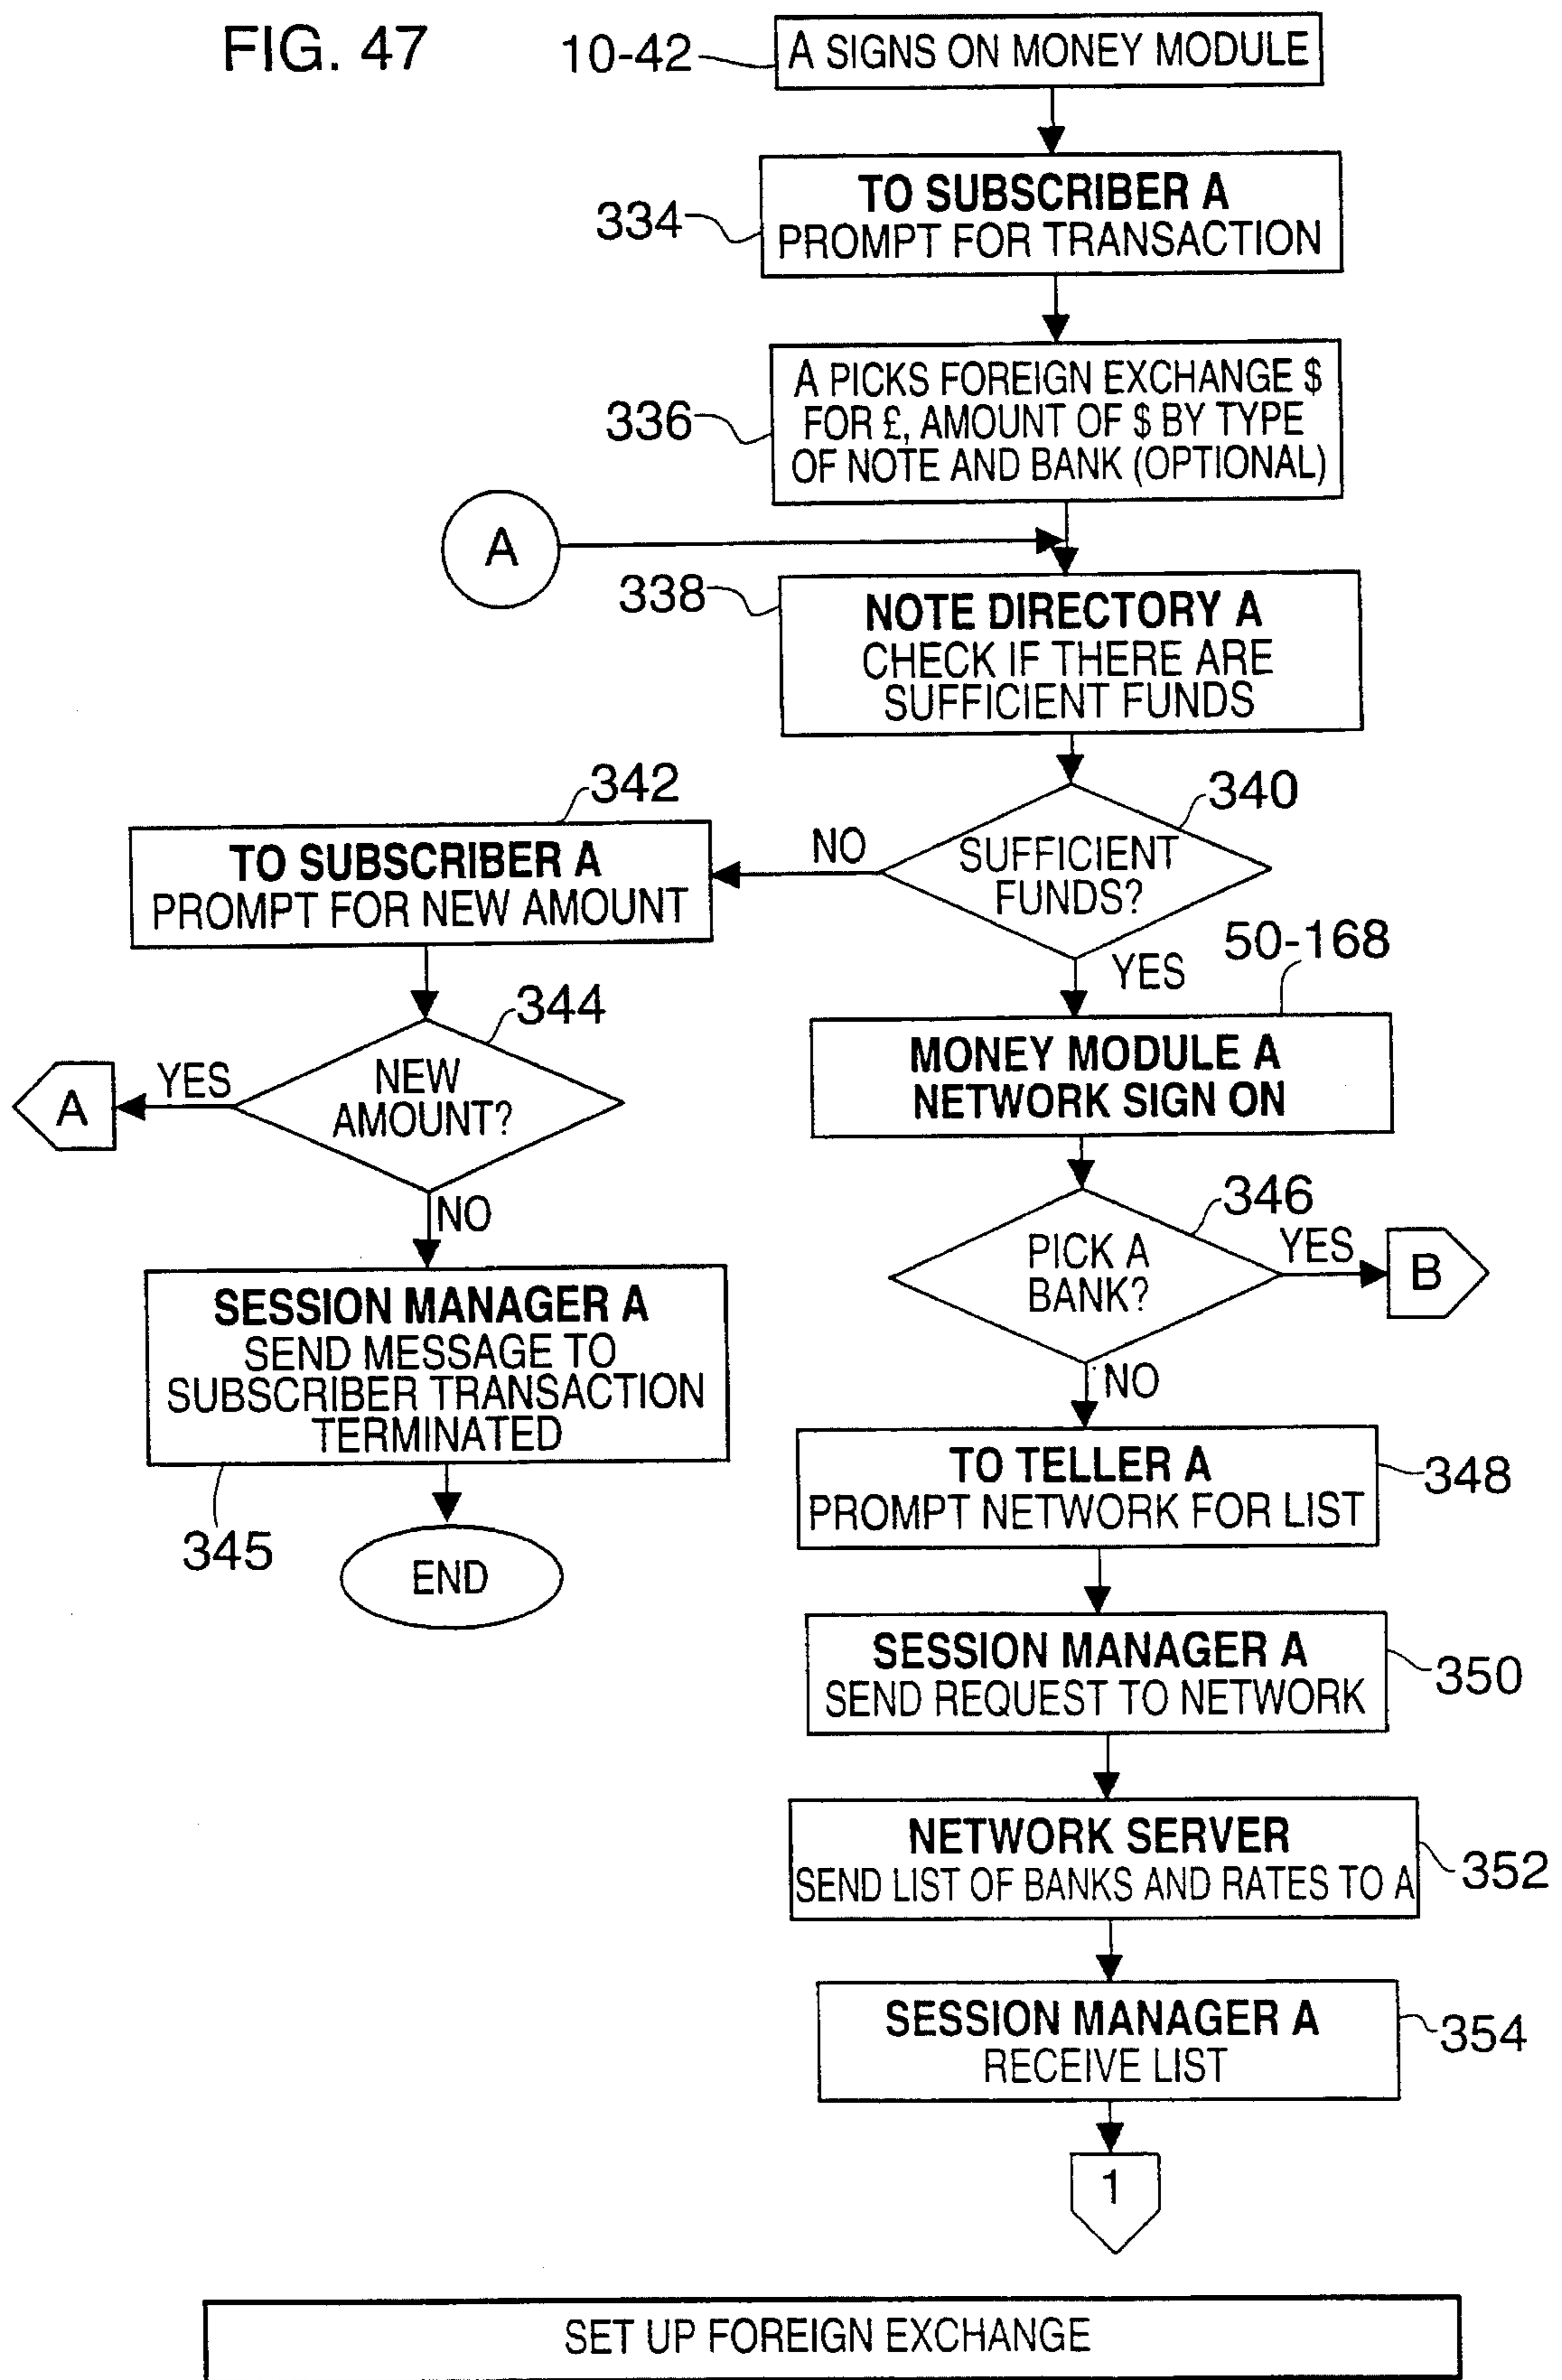 FIG. 47
10-42
A SIGNS ON MONEY MODULE
334
TO SUBSCRIBER A
PROMPT FOR TRANSACTION
336
A PICKS FOREIGN EXCHANGE $
FOR £, AMOUNT OF $ BY TYPE
OF NOTE AND BANK (OPTIONAL)
A
338
NOTE DIRECTORY A
CHECK IF THERE ARE
SUFFICIENT FUNDS
340
SUFFICIENT
FUNDS?
NO
YES
342
TO SUBSCRIBER A
PROMPT FOR NEW AMOUNT
344
NEW
AMOUNT?
YES
A
NO
SESSION MANAGER A
SEND MESSAGE TO
SUBSCRIBER TRANSACTION
TERMINATED
345
END
50-168
MONEY MODULE A
NETWORK SIGN ON
346
PICK A
BANK?
YES
B
NO
TO TELLER A
PROMPT NETWORK FOR LIST
348
SESSION MANAGER A
SEND REQUEST TO NETWORK
350
NETWORK SERVER
SEND LIST OF BANKS AND RATES TO A
352
SESSION MANAGER A
RECEIVE LIST
354
1
SET UP FOREIGN EXCHANGE